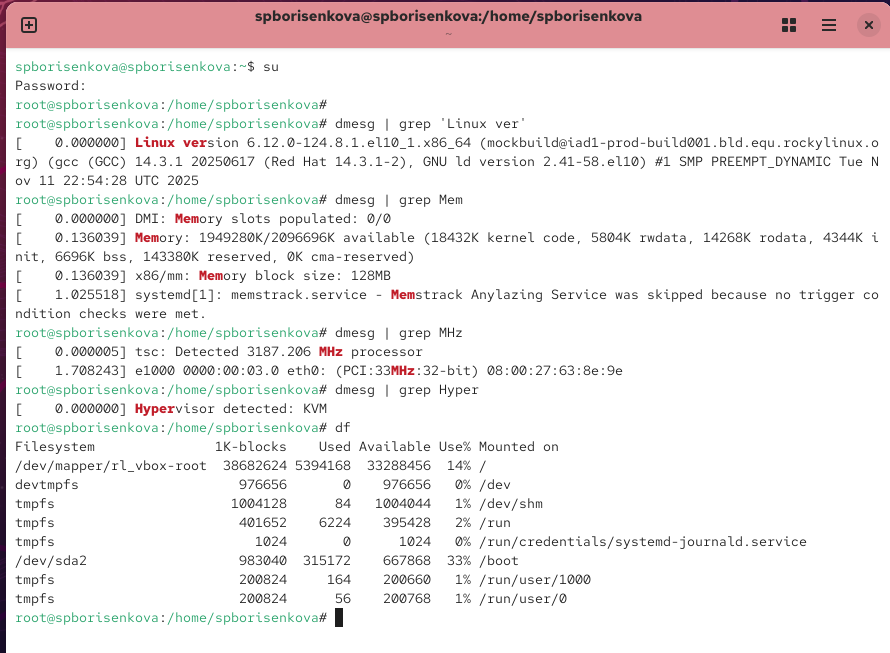 spborisenkova@spborisenkova:/home/spborisenkova
~
spborisenkova@spborisenkova:~$ su
Password:
root@spborisenkova:/home/spborisenkova#
root@spborisenkova:/home/spborisenkova# dmesg | grep 'Linux ver'
[    0.000000] Linux version 6.12.0-124.8.1.el10_1.x86_64 (mockbuild@iad1-prod-build001.bld.equ.rockylinux.o
rg) (gcc (GCC) 14.3.1 20250617 (Red Hat 14.3.1-2), GNU ld version 2.41-58.el10) #1 SMP PREEMPT_DYNAMIC Tue N
ov 11 22:54:28 UTC 2025
root@spborisenkova:/home/spborisenkova# dmesg | grep Mem
[    0.000000] DMI: Memory slots populated: 0/0
[    0.136039] Memory: 1949280K/2096696K available (18432K kernel code, 5804K rwdata, 14268K rodata, 4344K i
nit, 6696K bss, 143380K reserved, 0K cma-reserved)
[    0.136039] x86/mm: Memory block size: 128MB
[    1.025518] systemd[1]: memstrack.service - Memstrack Anylazing Service was skipped because no trigger co
ndition checks were met.
root@spborisenkova:/home/spborisenkova# dmesg | grep MHz
[    0.000005] tsc: Detected 3187.206 MHz processor
[    1.708243] e1000 0000:00:03.0 eth0: (PCI:33MHz:32-bit) 08:00:27:63:8e:9e
root@spborisenkova:/home/spborisenkova# dmesg | grep Hyper
[    0.000000] Hypervisor detected: KVM
root@spborisenkova:/home/spborisenkova# df
Filesystem               1K-blocks    Used Available Use% Mounted on
/dev/mapper/rl_vbox-root  38682624 5394168  33288456  14% /
devtmpfs                    976656       0    976656   0% /dev
tmpfs                      1004128      84   1004044   1% /dev/shm
tmpfs                       401652    6224    395428   2% /run
tmpfs                         1024       0      1024   0% /run/credentials/systemd-journald.service
/dev/sda2                   983040  315172    667868  33% /boot
tmpfs                       200824     164    200660   1% /run/user/1000
tmpfs                       200824      56    200768   1% /run/user/0
root@spborisenkova:/home/spborisenkova#